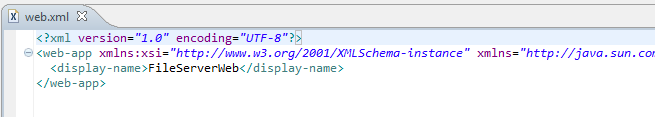 web.xml
<?xml version="1.0" encoding="UTF-8"?>
<web-app xmlns:xsi="http://www.w3.org/2001/XMLSchema-instance" xmlns="http://java.sun.con
<display-name>FileServerWeb</display-name>
</web-app>